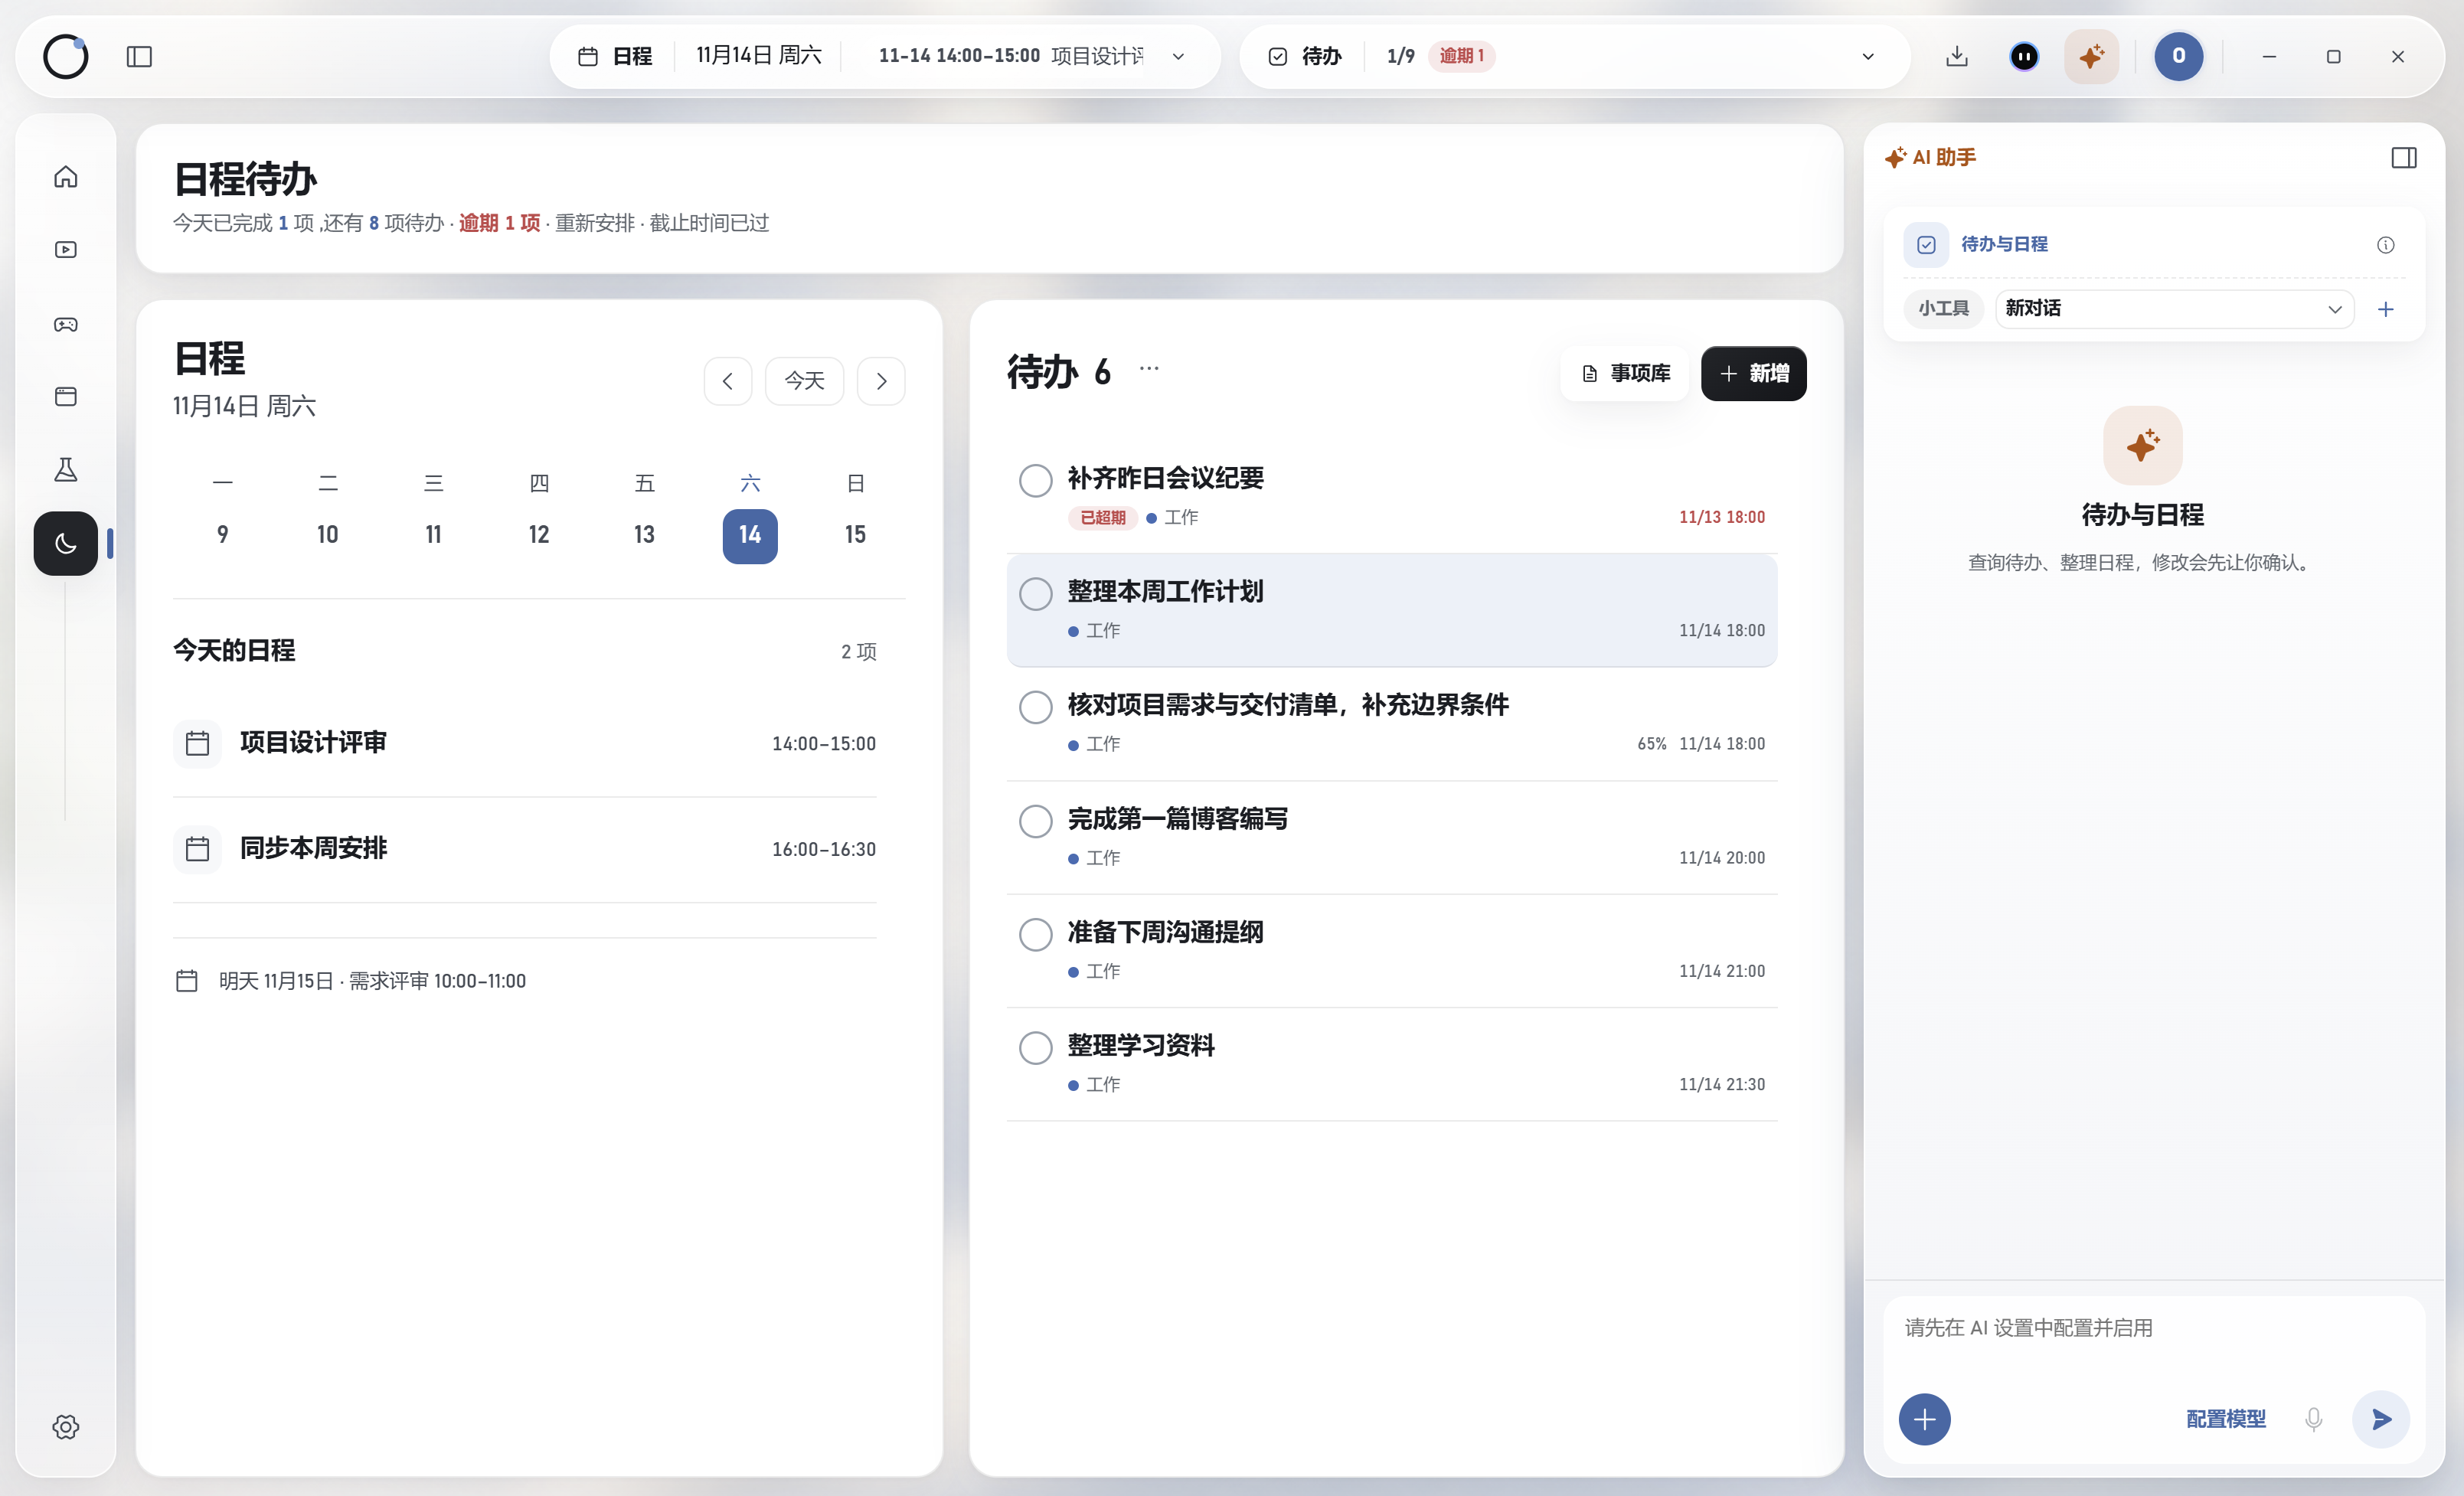 日程 11月14日 周六 11-14 14:00-15:00 项目设计评
待办 1/9 逾期 1
0
日程待办
今天已完成 1 项 ,还有 8 项待办 · 逾期 1 项 · 重新安排 · 截止时间已过
日程
11月14日 周六
今天
一 二 三 四 五 六 日
9 10 11 12 13 14 15
今天的日程 2 项
项目设计评审 14:00-15:00
同步本周安排 16:00-16:30
明天 11月15日 · 需求评审 10:00-11:00
待办 6 ...
事项库
新增
补齐昨日会议纪要
已超期 工作 11/13 18:00
整理本周工作计划
工作 11/14 18:00
核对项目需求与交付清单，补充边界条件
工作 65% 11/14 18:00
完成第一篇博客编写
工作 11/14 20:00
准备下周沟通提纲
工作 11/14 21:00
整理学习资料
工作 11/14 21:30
AI 助手
待办与日程
小工具 新对话
待办与日程
查询待办、整理日程，修改会先让你确认。
请先在 AI 设置中配置并启用
配置模型